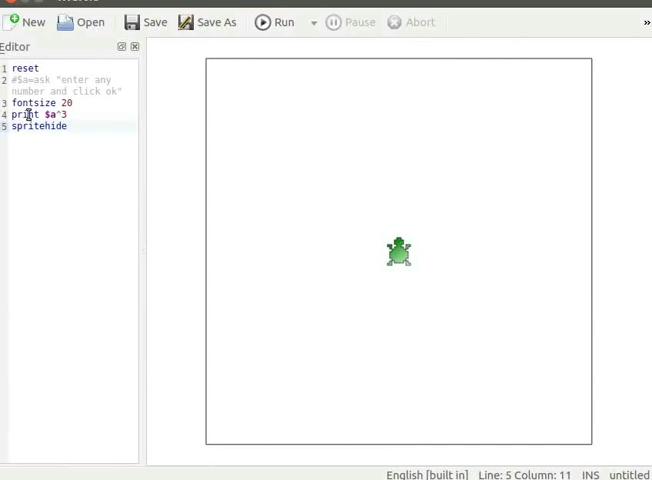 New Open Save Save As Run Pause Abort »
Editor
1 reset
2 #$a=ask "enter any
number and click ok"
3 fontsize 20
4 print $a^3
5 spritehide
English [built in] Line: 5 Column: 11 INS untitled